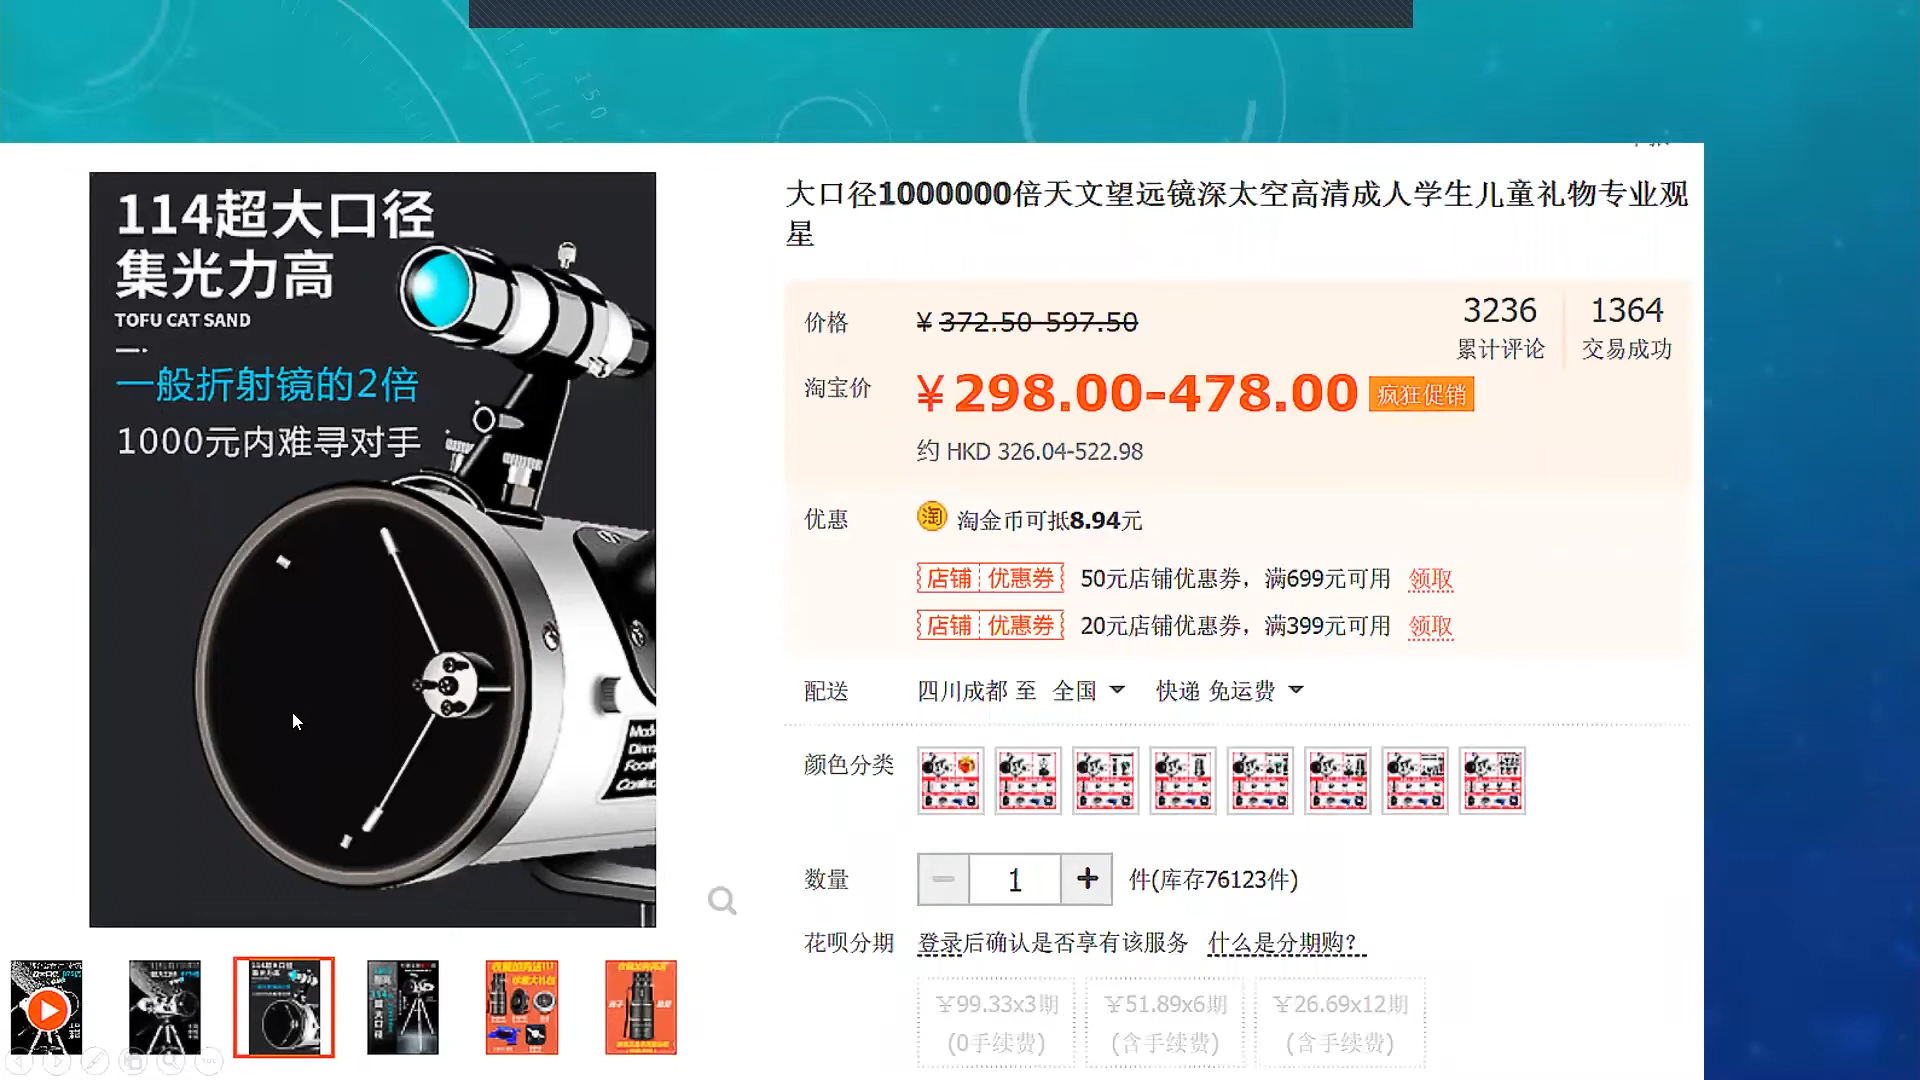 114超大口径
集光力高
TOFU CAT SAND
一般折射镜的2倍
1000元内难寻对手
大口径1000000倍天文望远镜深太空高清成人学生儿童礼物专业观
星
价格 ¥ 372.50-597.50
3236 累计评论
1364 交易成功
淘宝价 ¥ 298.00-478.00 疯狂促销
约 HKD 326.04-522.98
优惠 淘 淘金币可抵8.94元
店铺 优惠券 50元店铺优惠券，满699元可用 领取
店铺 优惠券 20元店铺优惠券，满399元可用 领取
配送 四川成都 至 全国 快递 免运费
颜色分类
数量 1 件(库存76123件)
花呗分期 登录后确认是否享有该服务 什么是分期购？
¥99.33x3期 ¥51.89x6期 ¥26.69x12期
(0手续费) (含手续费) (含手续费)